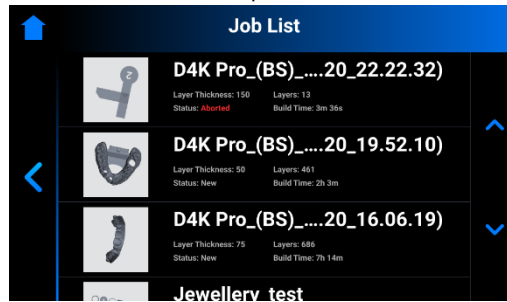 Job List
D4K Pro_(BS)_....20_22.22.32)
Layer Thickness: 150 Layers: 13
Status: Aborted Build Time: 3m 36s
D4K Pro_(BS)_....20_19.52.10)
Layer Thickness: 50 Layers: 461
Status: New Build Time: 2h 3m
D4K Pro_(BS)_....20_16.06.19)
Layer Thickness: 75 Layers: 686
Status: New Build Time: 7h 14m
Jewellery_test